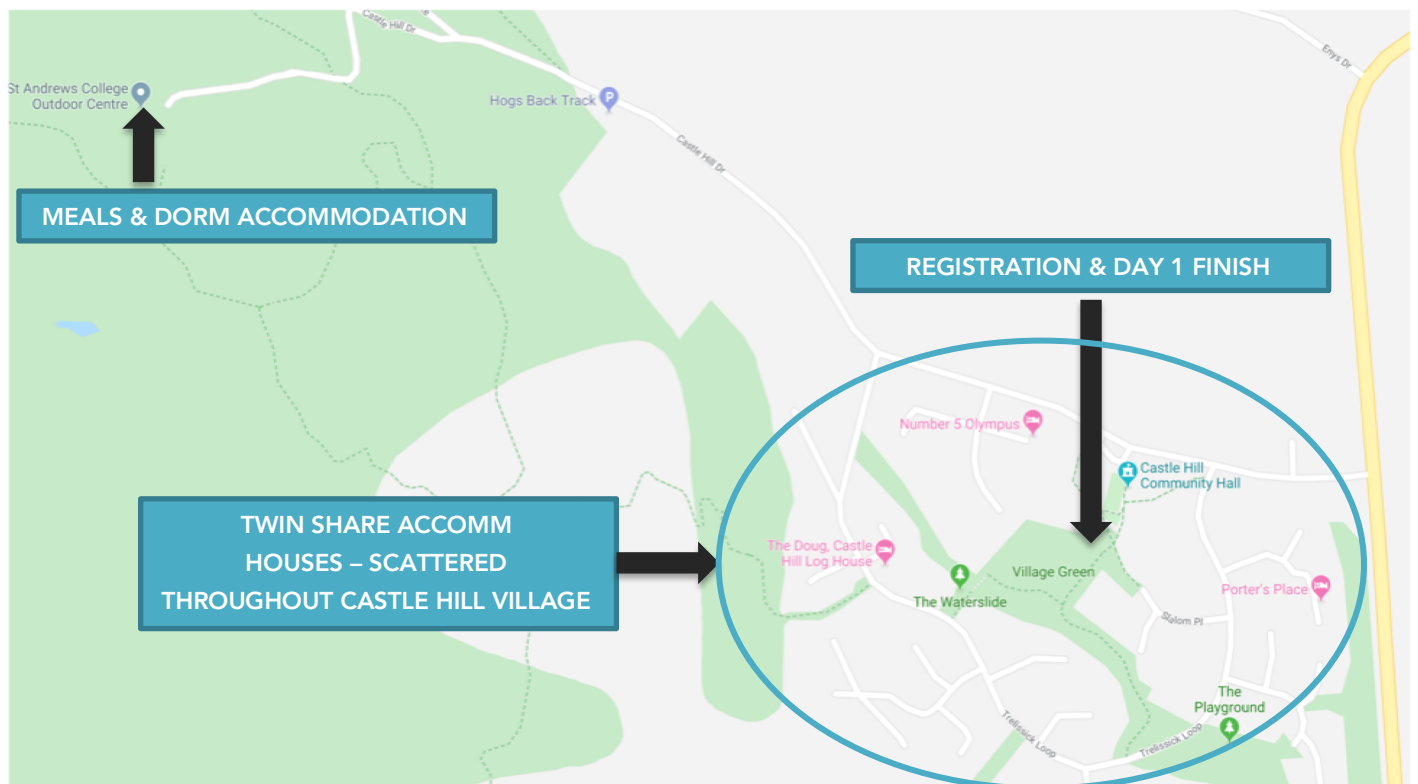 Castle Hill Dr
Enys Dr
St Andrews College
Outdoor Centre
Hogs Back Track
Castle Hill Dr
MEALS & DORM ACCOMMODATION
REGISTRATION & DAY 1 FINISH
Number 5 Olympus
Castle Hill
Community Hall
TWIN SHARE ACCOMM
HOUSES – SCATTERED
THROUGHOUT CASTLE HILL VILLAGE
The Doug, Castle
Hill Log House
Village Green
The Waterslide
Porter's Place
Slalom Pl
The
Playground
Trelissick Loop
Trelissick Loop